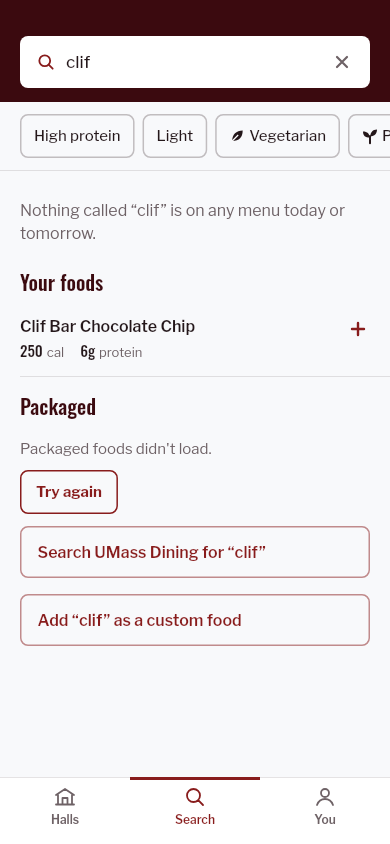 clif
High protein
Light
Vegetarian
Nothing called “clif” is on any menu today or
tomorrow.
Your foods
Clif Bar Chocolate Chip
250 cal 6g protein
Packaged
Packaged foods didn't load.
Try again
Search UMass Dining for “clif”
Add “clif” as a custom food
Halls
Search
You